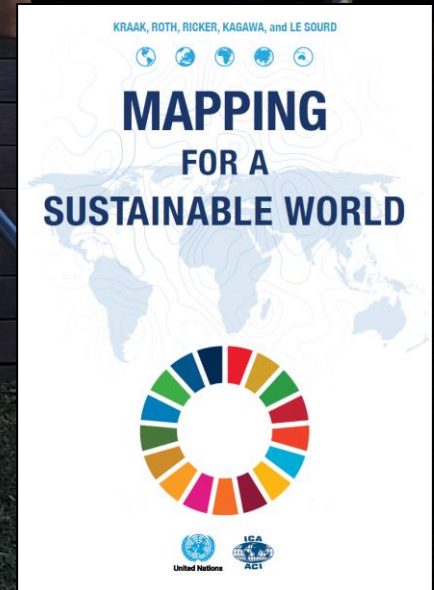 KRAAK, ROTH, RICKER, KAGAWA, and LE SOURD
MAPPING
FOR A
SUSTAINABLE WORLD
United Nations
ICA
ACI